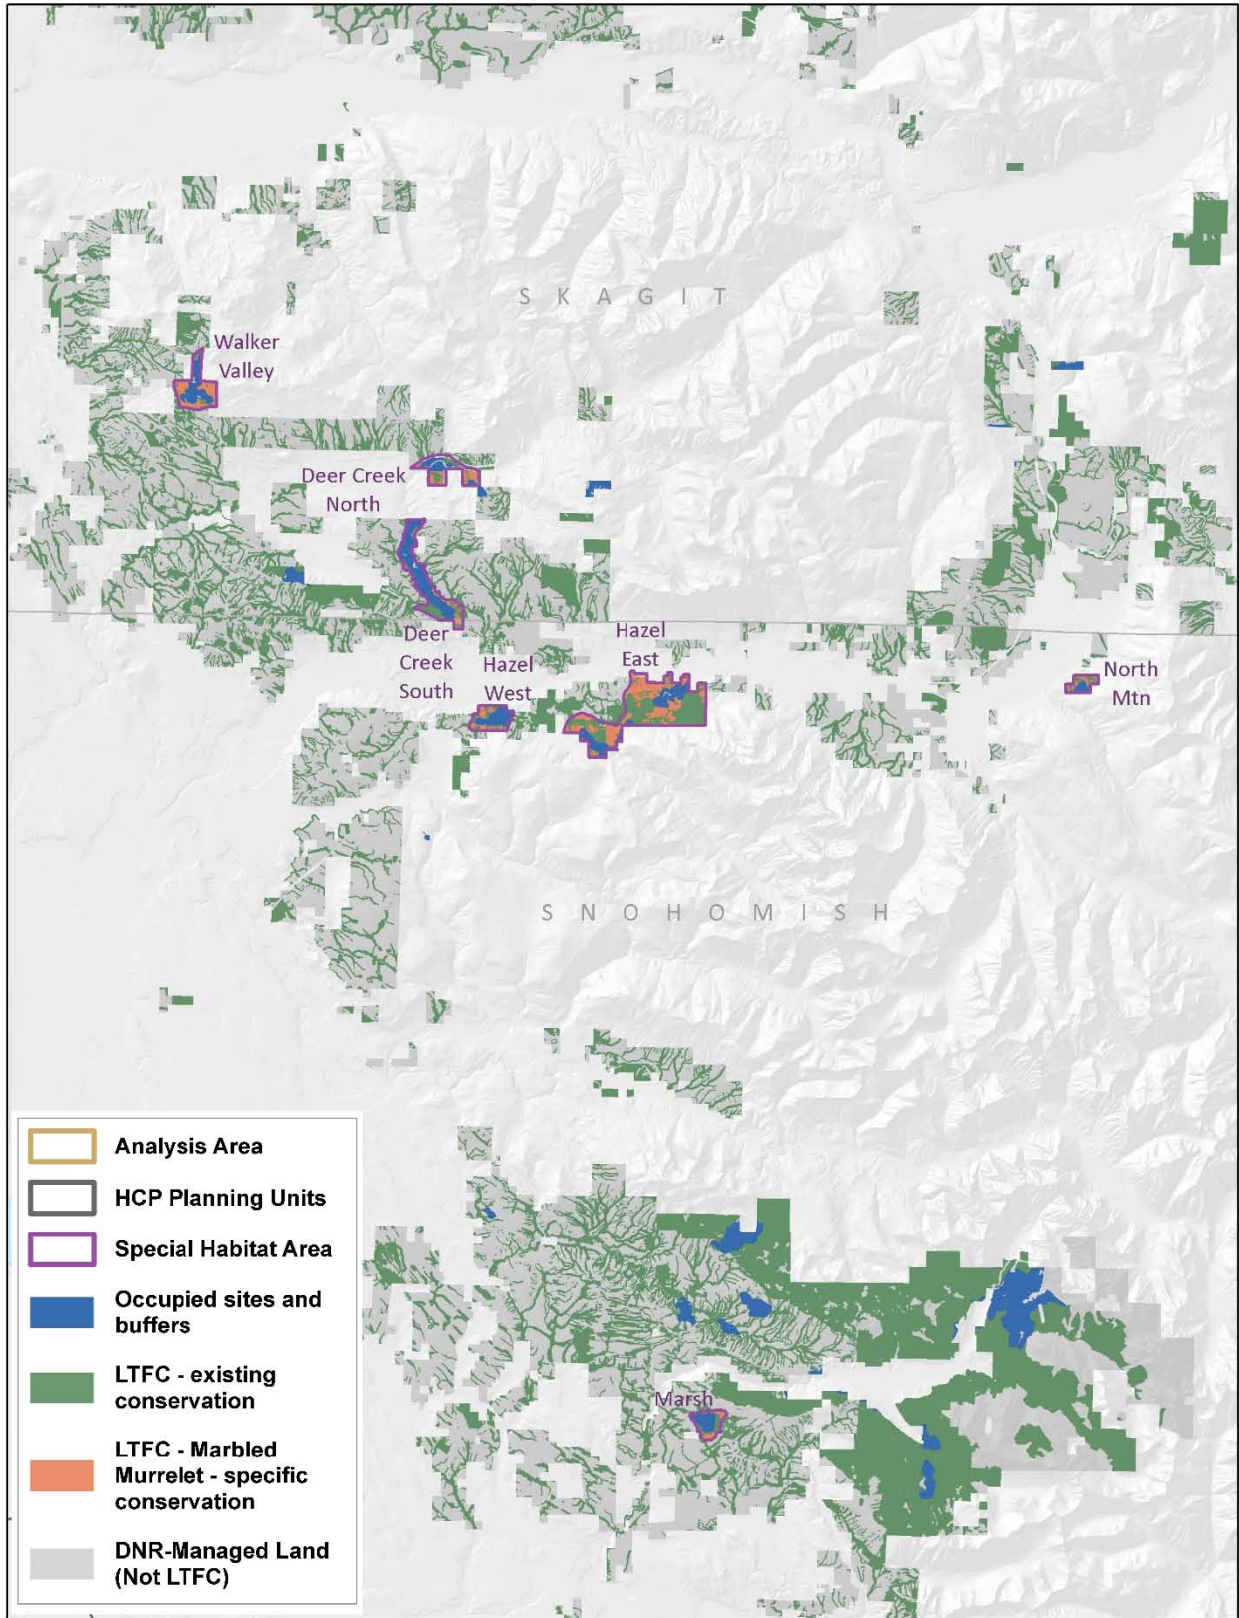 S K A G I T
Walker
Valley
Deer Creek
North
Deer
Creek
South
Hazel
West
Hazel
East
North
Mtn
S N O H O M I S H
Marsh
Analysis Area
HCP Planning Units
Special Habitat Area
Occupied sites and
buffers
LTFC - existing
conservation
LTFC - Marbled
Murrelet - specific
conservation
DNR-Managed Land
(Not LTFC)